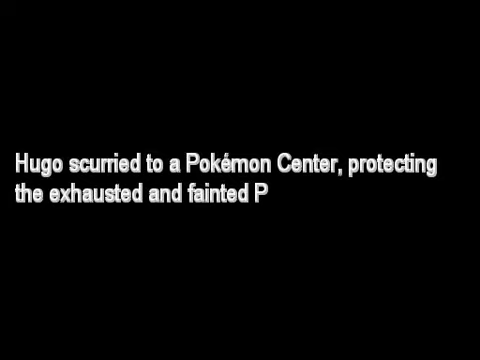 Hugo scurried to a Pokémon Center, protecting
the exhausted and fainted P